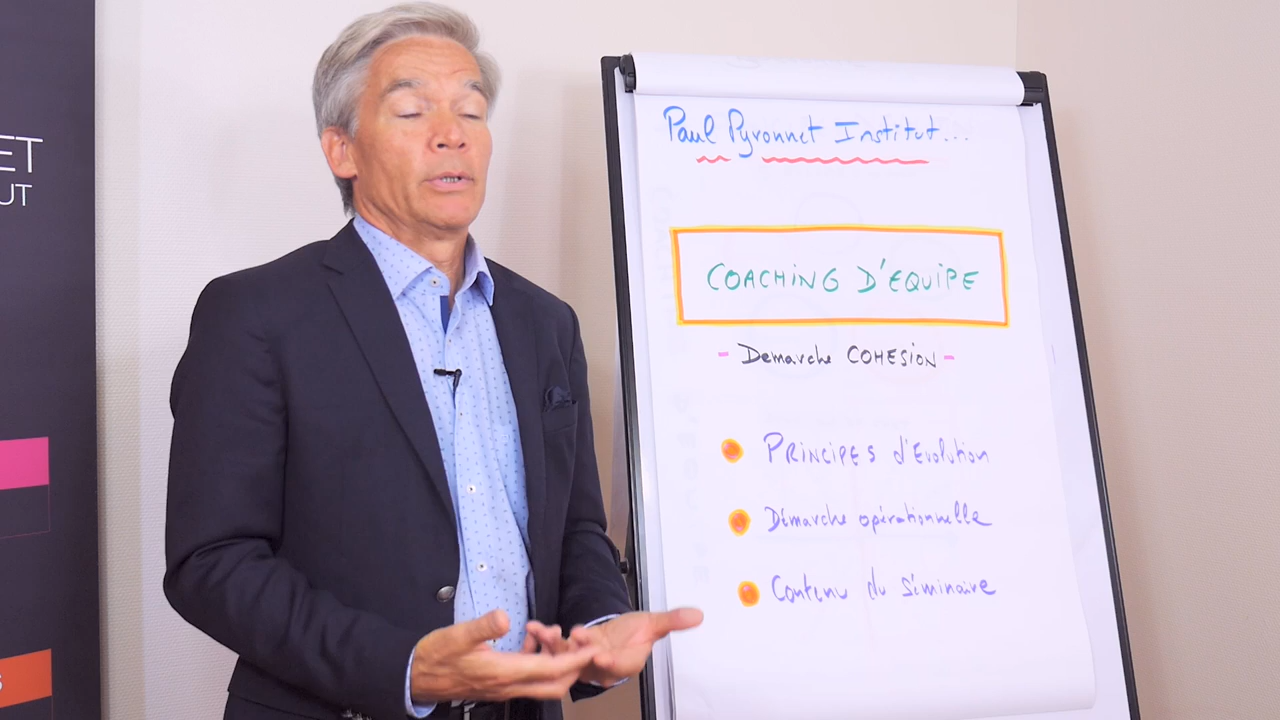 ET
UT
S
Paul Pyronnet Institut...
COACHING D'EQUIPE
- Demarche COHESION -
PRINCIPES d'Evolution
Démarche opérationnelle
Contenu du Séminaire